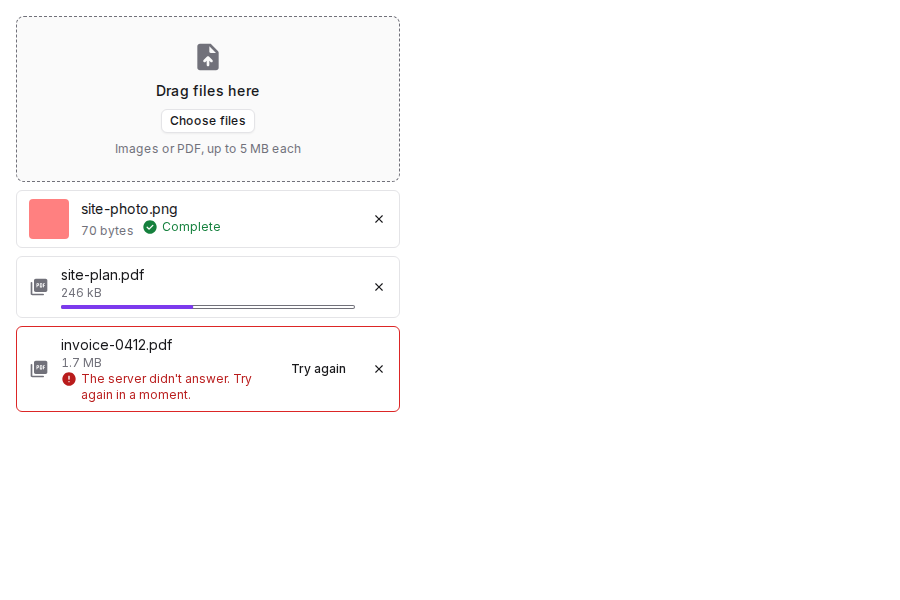 Drag files here
Choose files
Images or PDF, up to 5 MB each
site-photo.png
70 bytes Complete
site-plan.pdf
PDF
246 kB
invoice-0412.pdf
1.7 MB
PDF
Try again
The server didn't answer. Try
again in a moment.